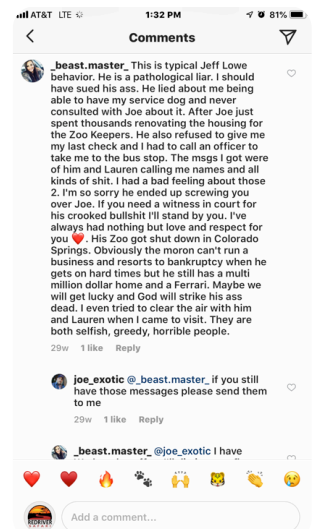 AT&T LTE 1:32 PM 81%
Comments
_beast.master_ This is typical Jeff Lowe
behavior. He is a pathological liar. I should
have sued his ass. He lied about me being
able to have my service dog and never
consulted with Joe about it. After Joe just
spent thousands renovating the housing for
the Zoo Keepers. He also refused to give me
my last check and I had to call an officer to
take me to the bus stop. The msgs I got were
of him and Lauren calling me names and all
kinds of shit. I had a bad feeling about those
2. I'm so sorry he ended up screwing you
over Joe. If you need a witness in court for
his crooked bullshit I'll stand by you. I've
always had nothing but love and respect for
you ❤️. His Zoo got shut down in Colorado
Springs. Obviously the moron can't run a
business and resorts to bankruptcy when he
gets on hard times but he still has a multi
million dollar home and a Ferrari. Maybe we
will get lucky and God will strike his ass
dead. I even tried to clear the air with him
and Lauren when I came to visit. They are
both selfish, greedy, horrible people.
29w 1 like Reply
joe_exotic @_beast.master_ if you still
have those messages please send them
to me
29w 1 like Reply
_beast.master_ @joe_exotic I have
Add a comment...